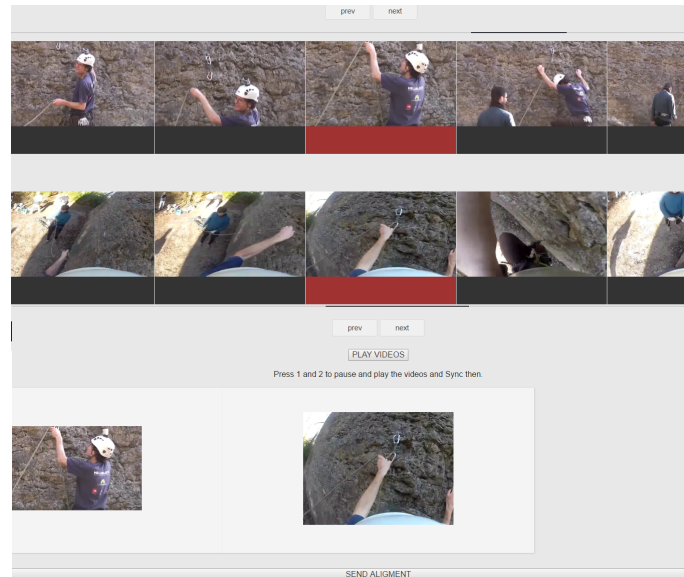 prev next
prev next
PLAY VIDEOS
Press 1 and 2 to pause and play the videos and Sync then.
SEND ALIGMENT